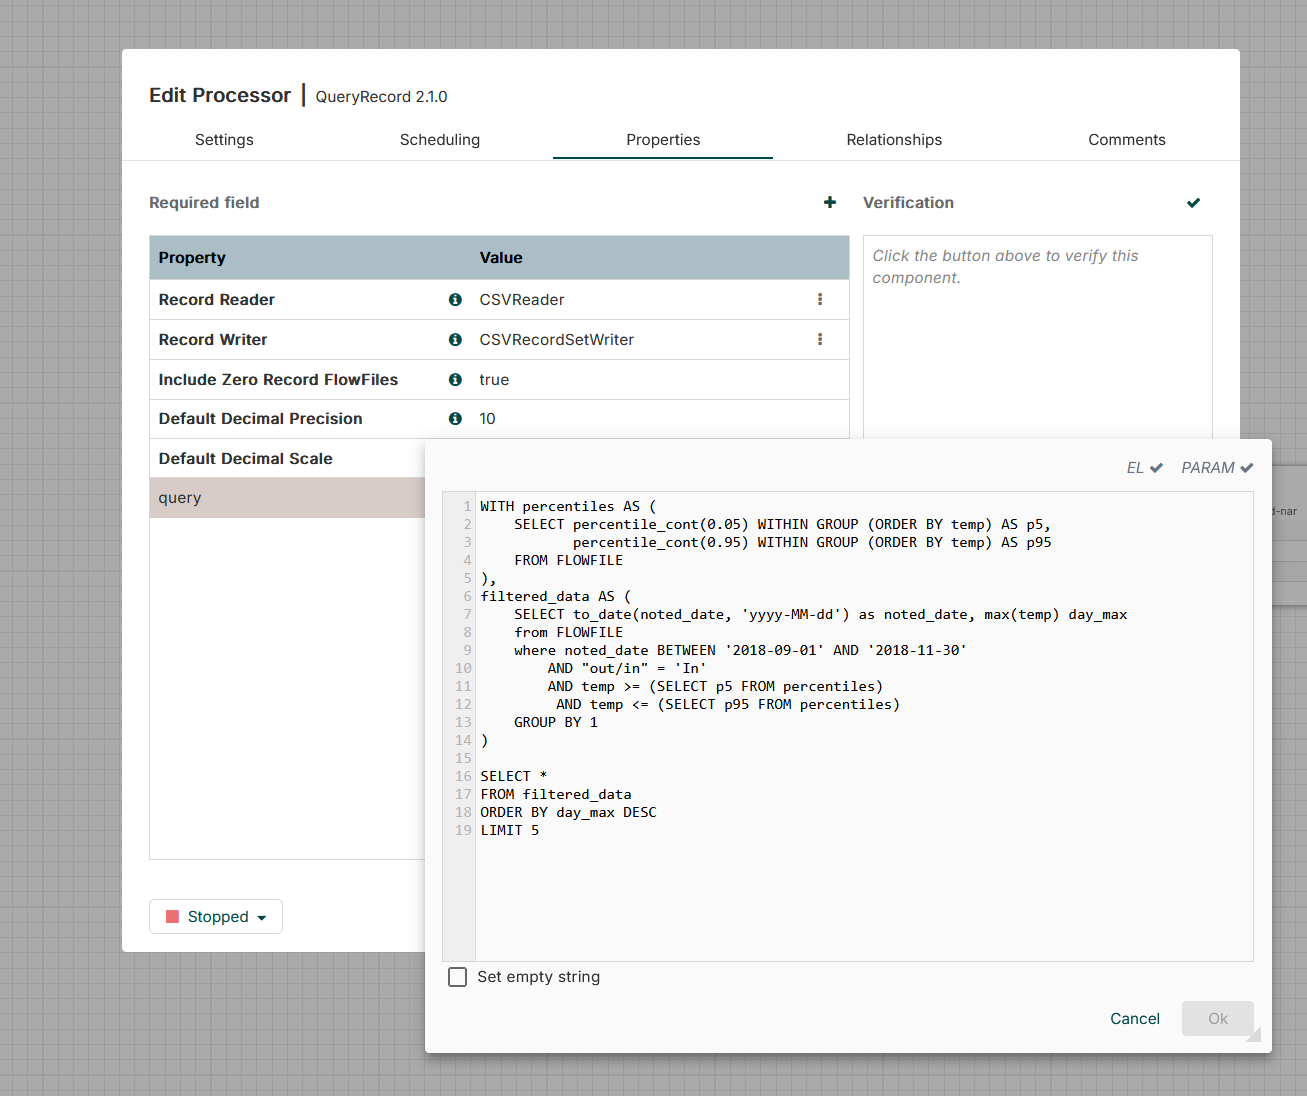 Edit Processor | QueryRecord 2.1.0
Settings Scheduling Properties Relationships Comments
Required field
Verification
Property Value
Record Reader CSVReader
Record Writer CSVRecordSetWriter
Include Zero Record FlowFiles true
Default Decimal Precision 10
Default Decimal Scale
query
Click the button above to verify this
component.
EL PARAM
1 WITH percentiles AS (
2 SELECT percentile_cont(0.05) WITHIN GROUP (ORDER BY temp) AS p5,
3 percentile_cont(0.95) WITHIN GROUP (ORDER BY temp) AS p95
4 FROM FLOWFILE
5 ),
6 filtered_data AS (
7 SELECT to_date(noted_date, 'yyyy-MM-dd') as noted_date, max(temp) day_max
8 from FLOWFILE
9 where noted_date BETWEEN '2018-09-01' AND '2018-11-30'
10 AND "out/in" = 'In'
11 AND temp >= (SELECT p5 FROM percentiles)
12 AND temp <= (SELECT p95 FROM percentiles)
13 GROUP BY 1
14 )
15
16 SELECT *
17 FROM filtered_data
18 ORDER BY day_max DESC
19 LIMIT 5
Set empty string
Cancel Ok
Stopped